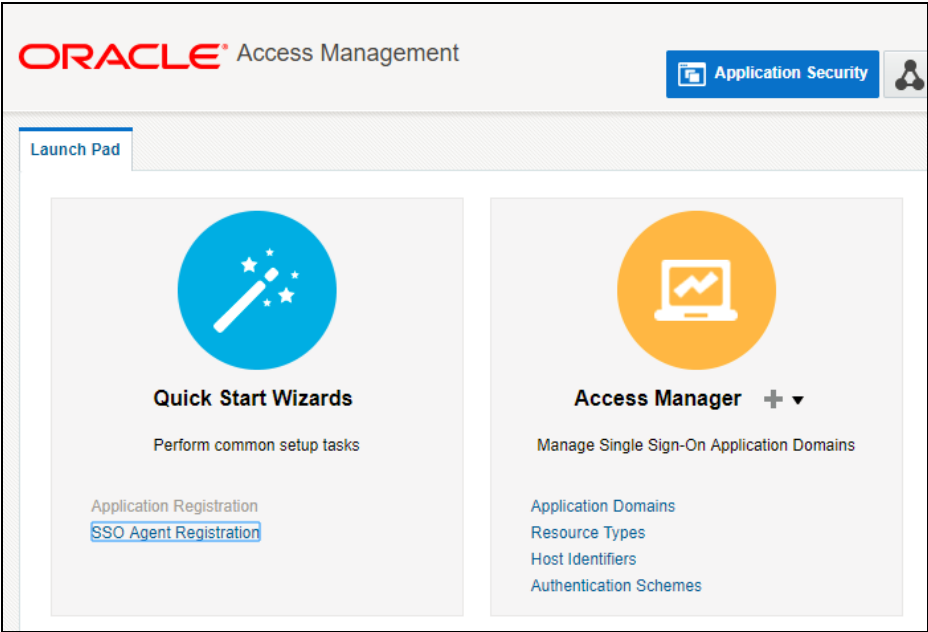 ORACLE® Access Management
Application Security
Launch Pad
Quick Start Wizards
Perform common setup tasks
Application Registration
SSO Agent Registration
Access Manager
Manage Single Sign-On Application Domains
Application Domains
Resource Types
Host Identifiers
Authentication Schemes